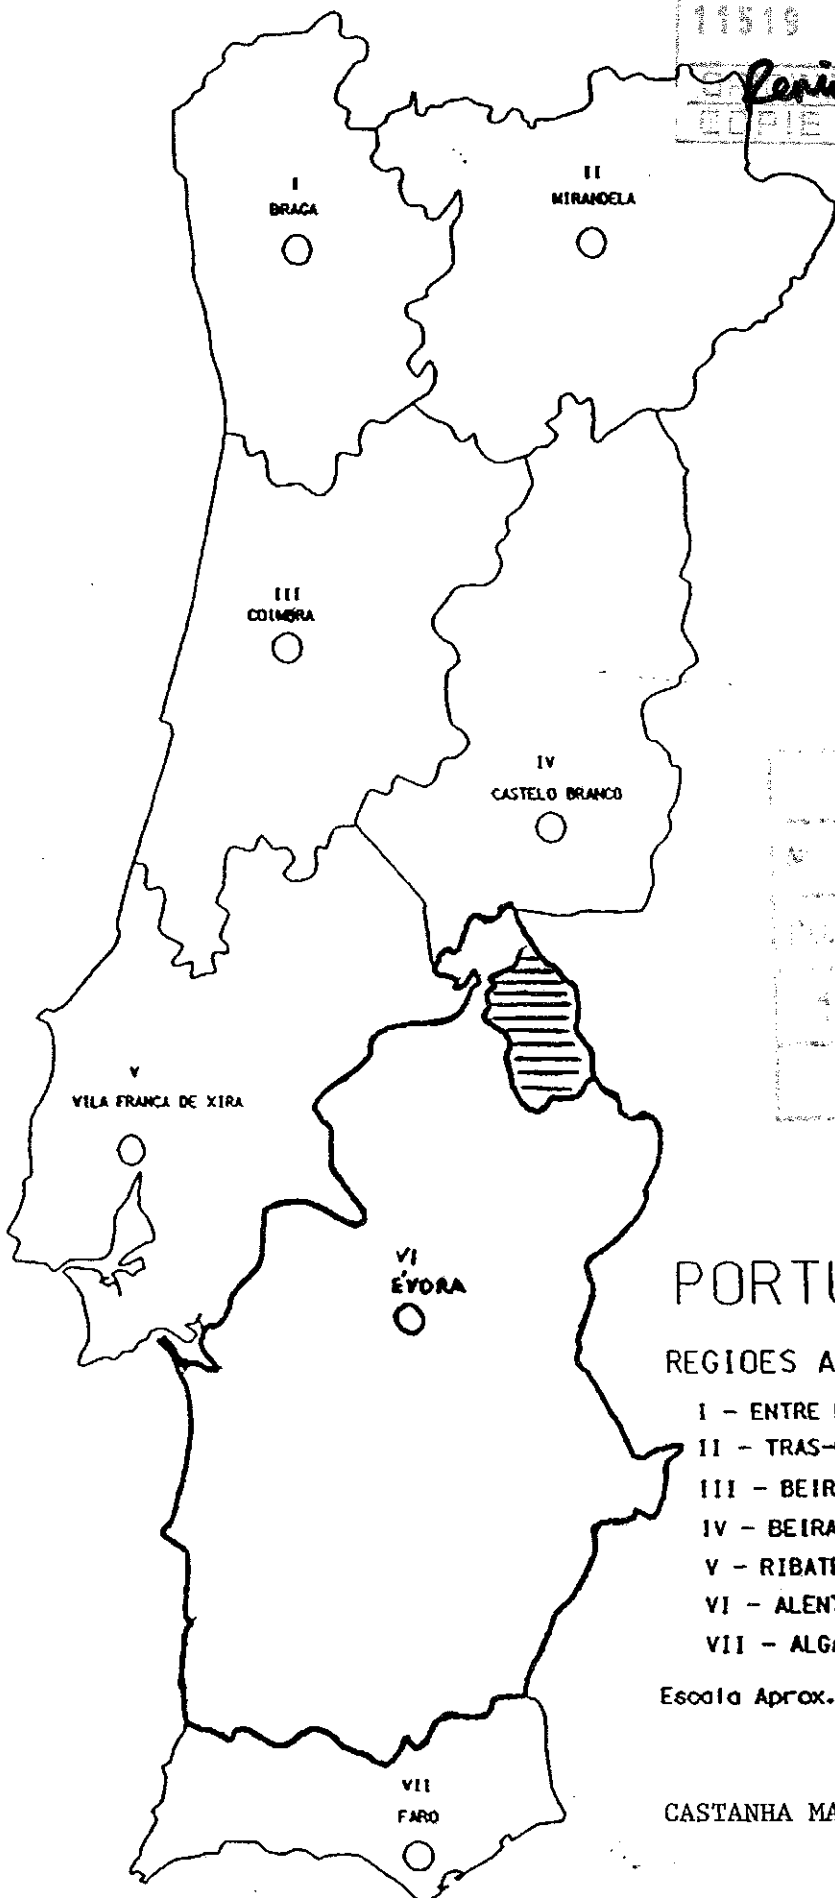 11519
I
BRAGA
II
MIRANDELA
III
COIMBRA
IV
CASTELO BRANCO
V
VILA FRANCA DE XIRA
VI
ÉVORA
VII
FARO
PORTU
REGIOES A
I - ENTRE
II - TRAS-
III - BEIR
IV - BEIRA
V - RIBATE
VI - ALENT
VII - ALGA
Escala Aprox.
CASTANHA MA